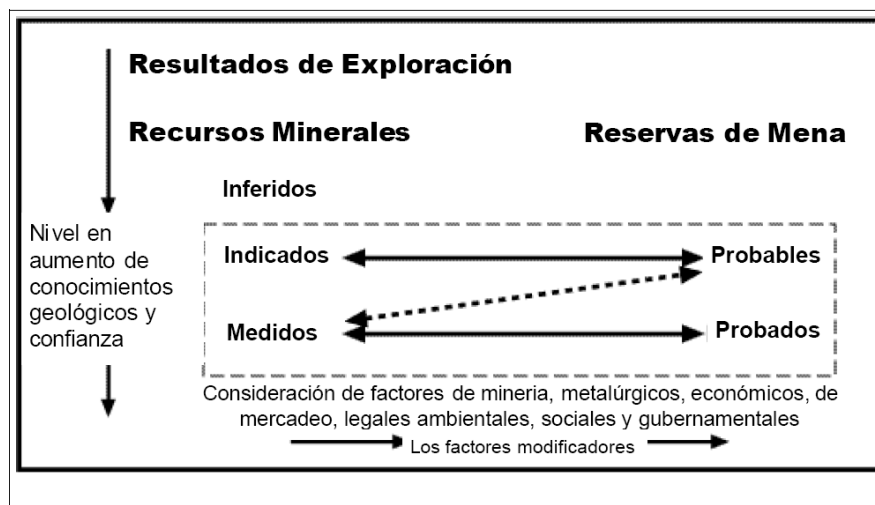 Resultados de Exploración
Recursos Minerales
Reservas de Mena
Inferidos
Nivel en
aumento de
conocimientos
geológicos y
confianza
Indicados
Probables
Medidos
Probados
Consideración de factores de mineria, metalúrgicos, económicos, de
mercadeo, legales ambientales, sociales y gubernamentales
Los factores modificadores